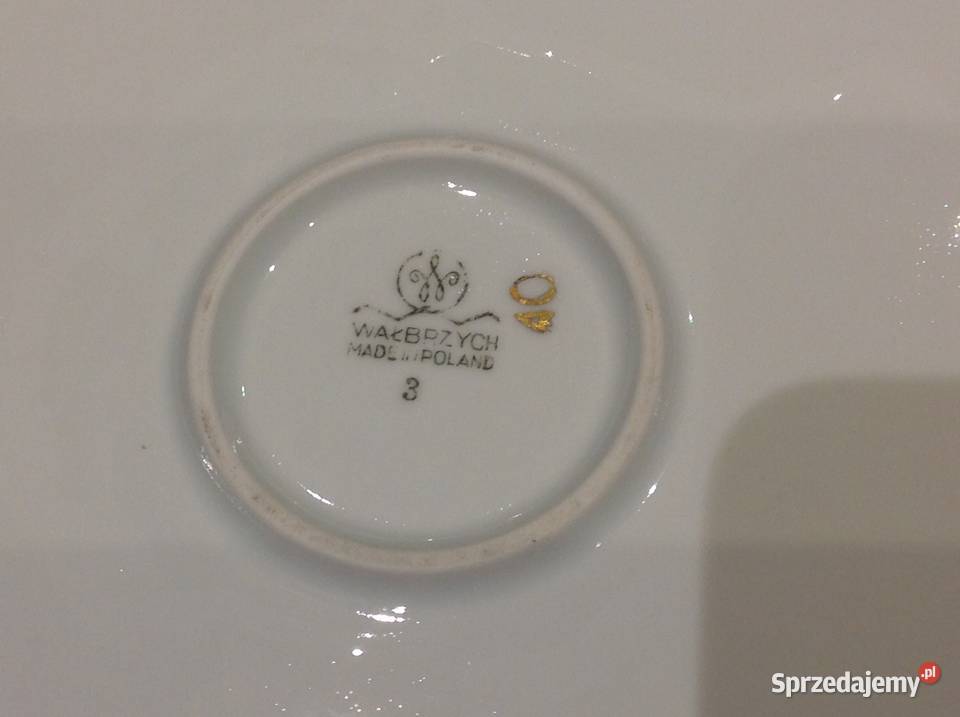 W
WAŁBRZYCH
MADE in POLAND
3
Sprzedajemy.pl